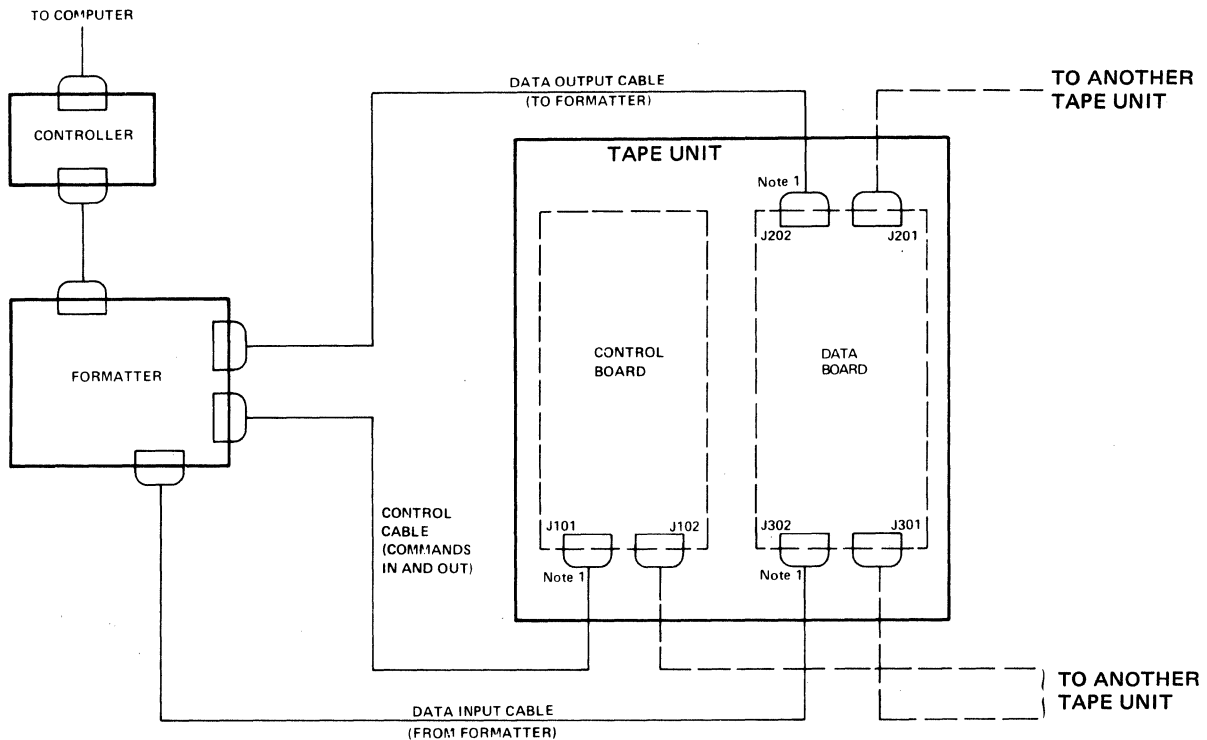 TO COMPUTER
CONTROLLER
FORMATTER
DATA OUTPUT CABLE
(TO FORMATTER)
TO ANOTHER
TAPE UNIT
TAPE UNIT
Note 1
J202
J201
CONTROL
BOARD
DATA
BOARD
CONTROL
CABLE
(COMMANDS
IN AND OUT)
J101
J102
J302
J301
Note 1
Note 1
TO ANOTHER
TAPE UNIT
DATA INPUT CABLE
(FROM FORMATTER)